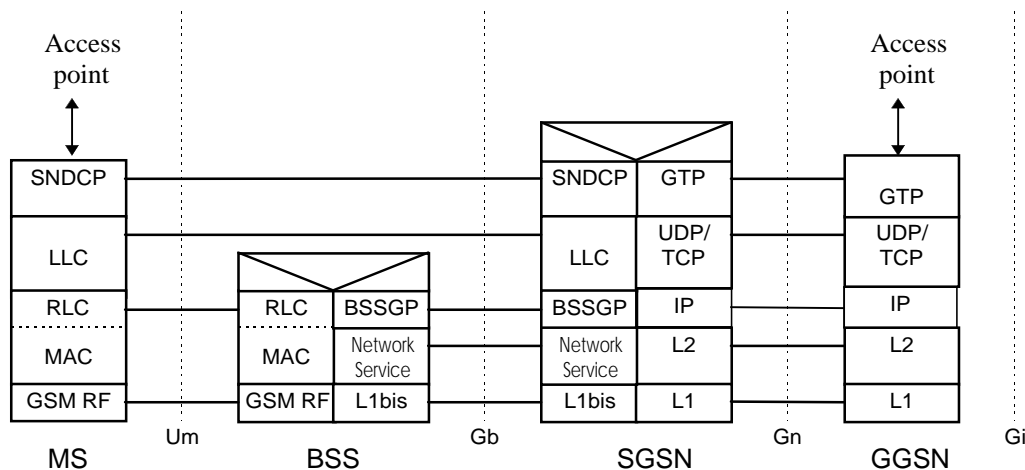 Access
point
Access
point
SNDCP
SNDCP
GTP
GTP
LLC
LLC
UDP/
TCP
UDP/
TCP
RLC
RLC
BSSGP
BSSGP
IP
IP
MAC
MAC
Network
Service
Network
Service
L2
L2
GSM RF
GSM RF
L1bis
L1bis
L1
L1
Um
Gb
Gn
Gi
MS
BSS
SGSN
GGSN